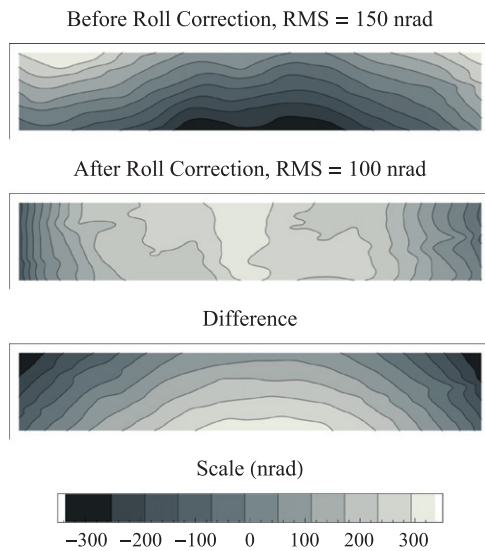 Before Roll Correction, RMS = 150 nrad
After Roll Correction, RMS = 100 nrad
Difference
Scale (nrad)
−300 −200 −100 0 100 200 300